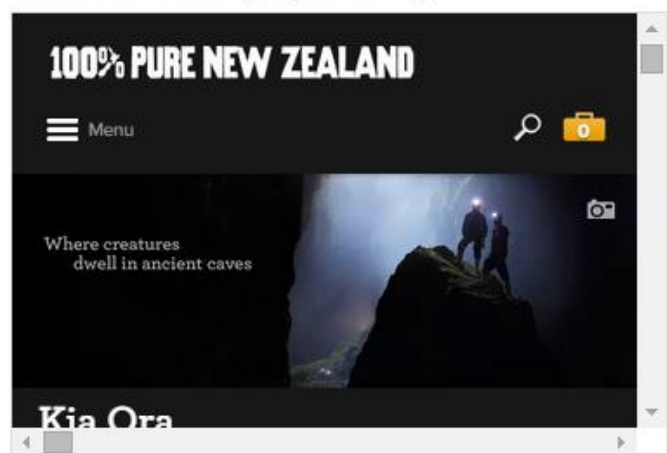 100% PURE NEW ZEALAND
Menu
0
Where creatures
dwell in ancient caves
Kia Ora